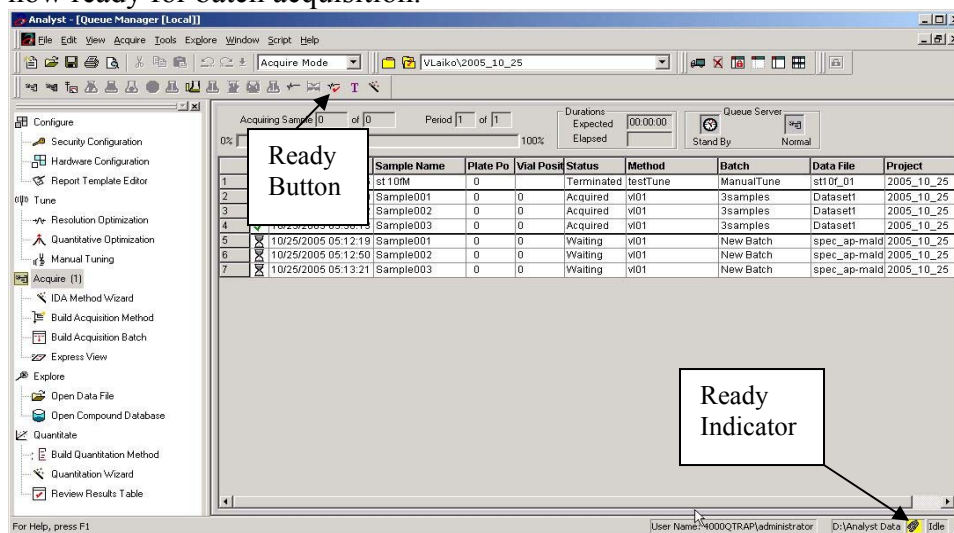 now ready for batch acquisition.
Analyst - [Queue Manager [Local]]
File Edit View Acquire Tools Explore Window Script Help
Acquire Mode VLaiko\2005_10_25
Configure
Security Configuration
Hardware Configuration
Report Template Editor
Tune
Resolution Optimization
Quantitative Optimization
Manual Tuning
Acquire (1)
IDA Method Wizard
Build Acquisition Method
Build Acquisition Batch
Express View
Explore
Open Data File
Open Compound Database
Quantitate
Build Quantitation Method
Quantitation Wizard
Review Results Table
Acquiring Sample 0 of 0 Period 1 of 1
0% 100%
Durations
Expected 00:00:00
Elapsed
Queue Server
Stand By Normal
Sample Name Plate Po Vial Posit Status Method Batch Data File Project
1 st10fM 0 Terminated testTune ManualTune st10f_01 2005_10_25
2 Sample001 0 0 Acquired vl01 3samples Dataset1 2005_10_25
3 Sample002 0 0 Acquired vl01 3samples Dataset1 2005_10_25
4 Sample003 0 0 Acquired vl01 3samples Dataset1 2005_10_25
5 10/25/2005 05:12:19 Sample001 0 0 Waiting vl01 New Batch spec_ap-mald 2005_10_25
6 10/25/2005 05:12:50 Sample002 0 0 Waiting vl01 New Batch spec_ap-mald 2005_10_25
7 10/25/2005 05:13:21 Sample003 0 0 Waiting vl01 New Batch spec_ap-mald 2005_10_25
Ready
Button
Ready
Indicator
For Help, press F1
User Name: 4000QTRAP\administrator D:\Analyst Data Idle